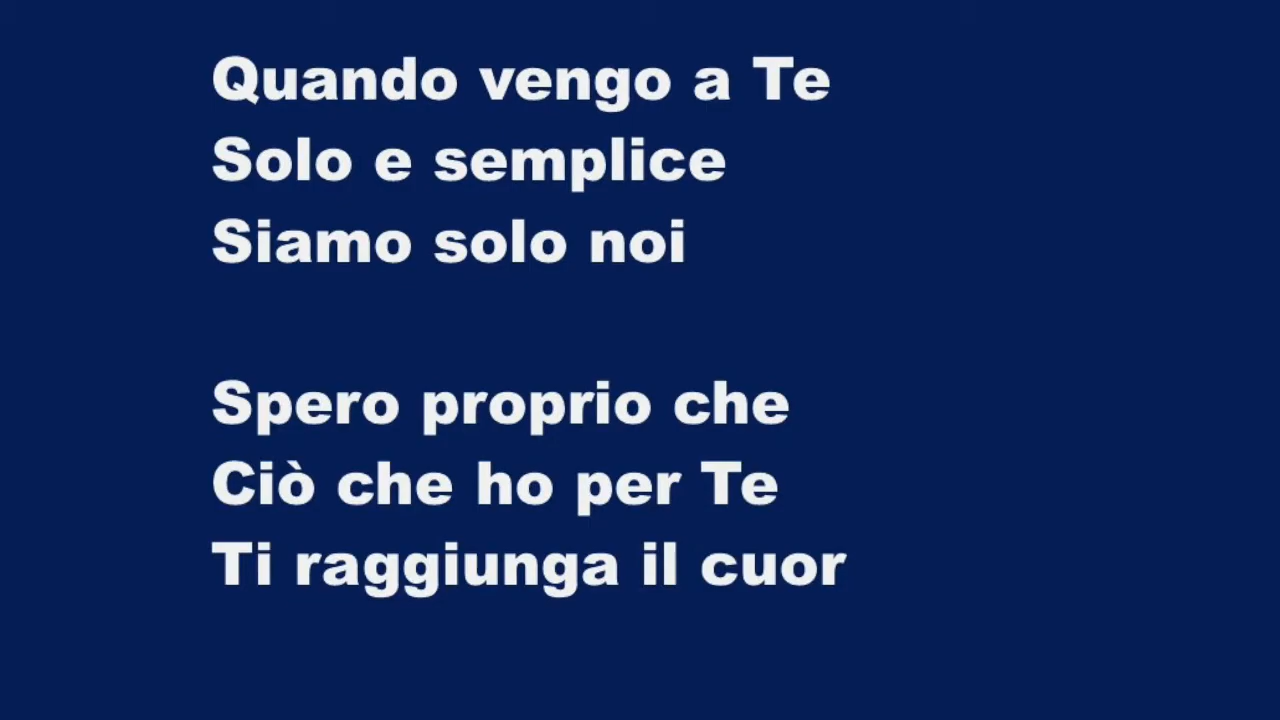 Quando vengo a Te
Solo e semplice
Siamo solo noi
Spero proprio che
Ciò che ho per Te
Ti raggiunga il cuor